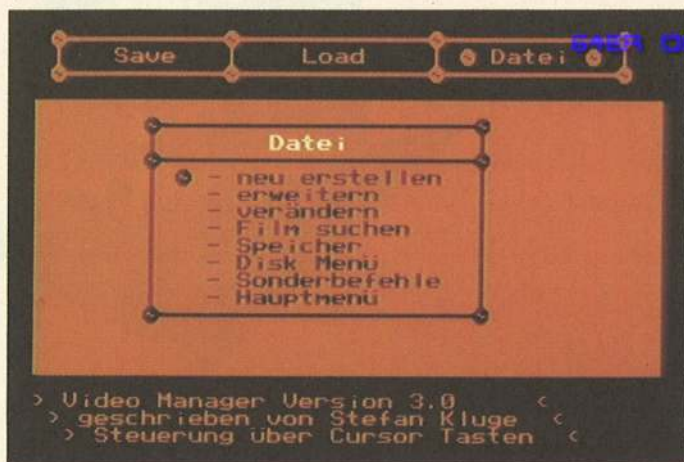 Save Load Datei
64ER O
Datei
- neu erstellen
- erweitern
- verändern
- Film suchen
- Speicher
- Disk Menü
- Sonderbefehle
- Hauptmenü
> Video Manager Version 3.0 <
> geschrieben von Stefan Kluge <
> Steuerung über Cursor Tasten <